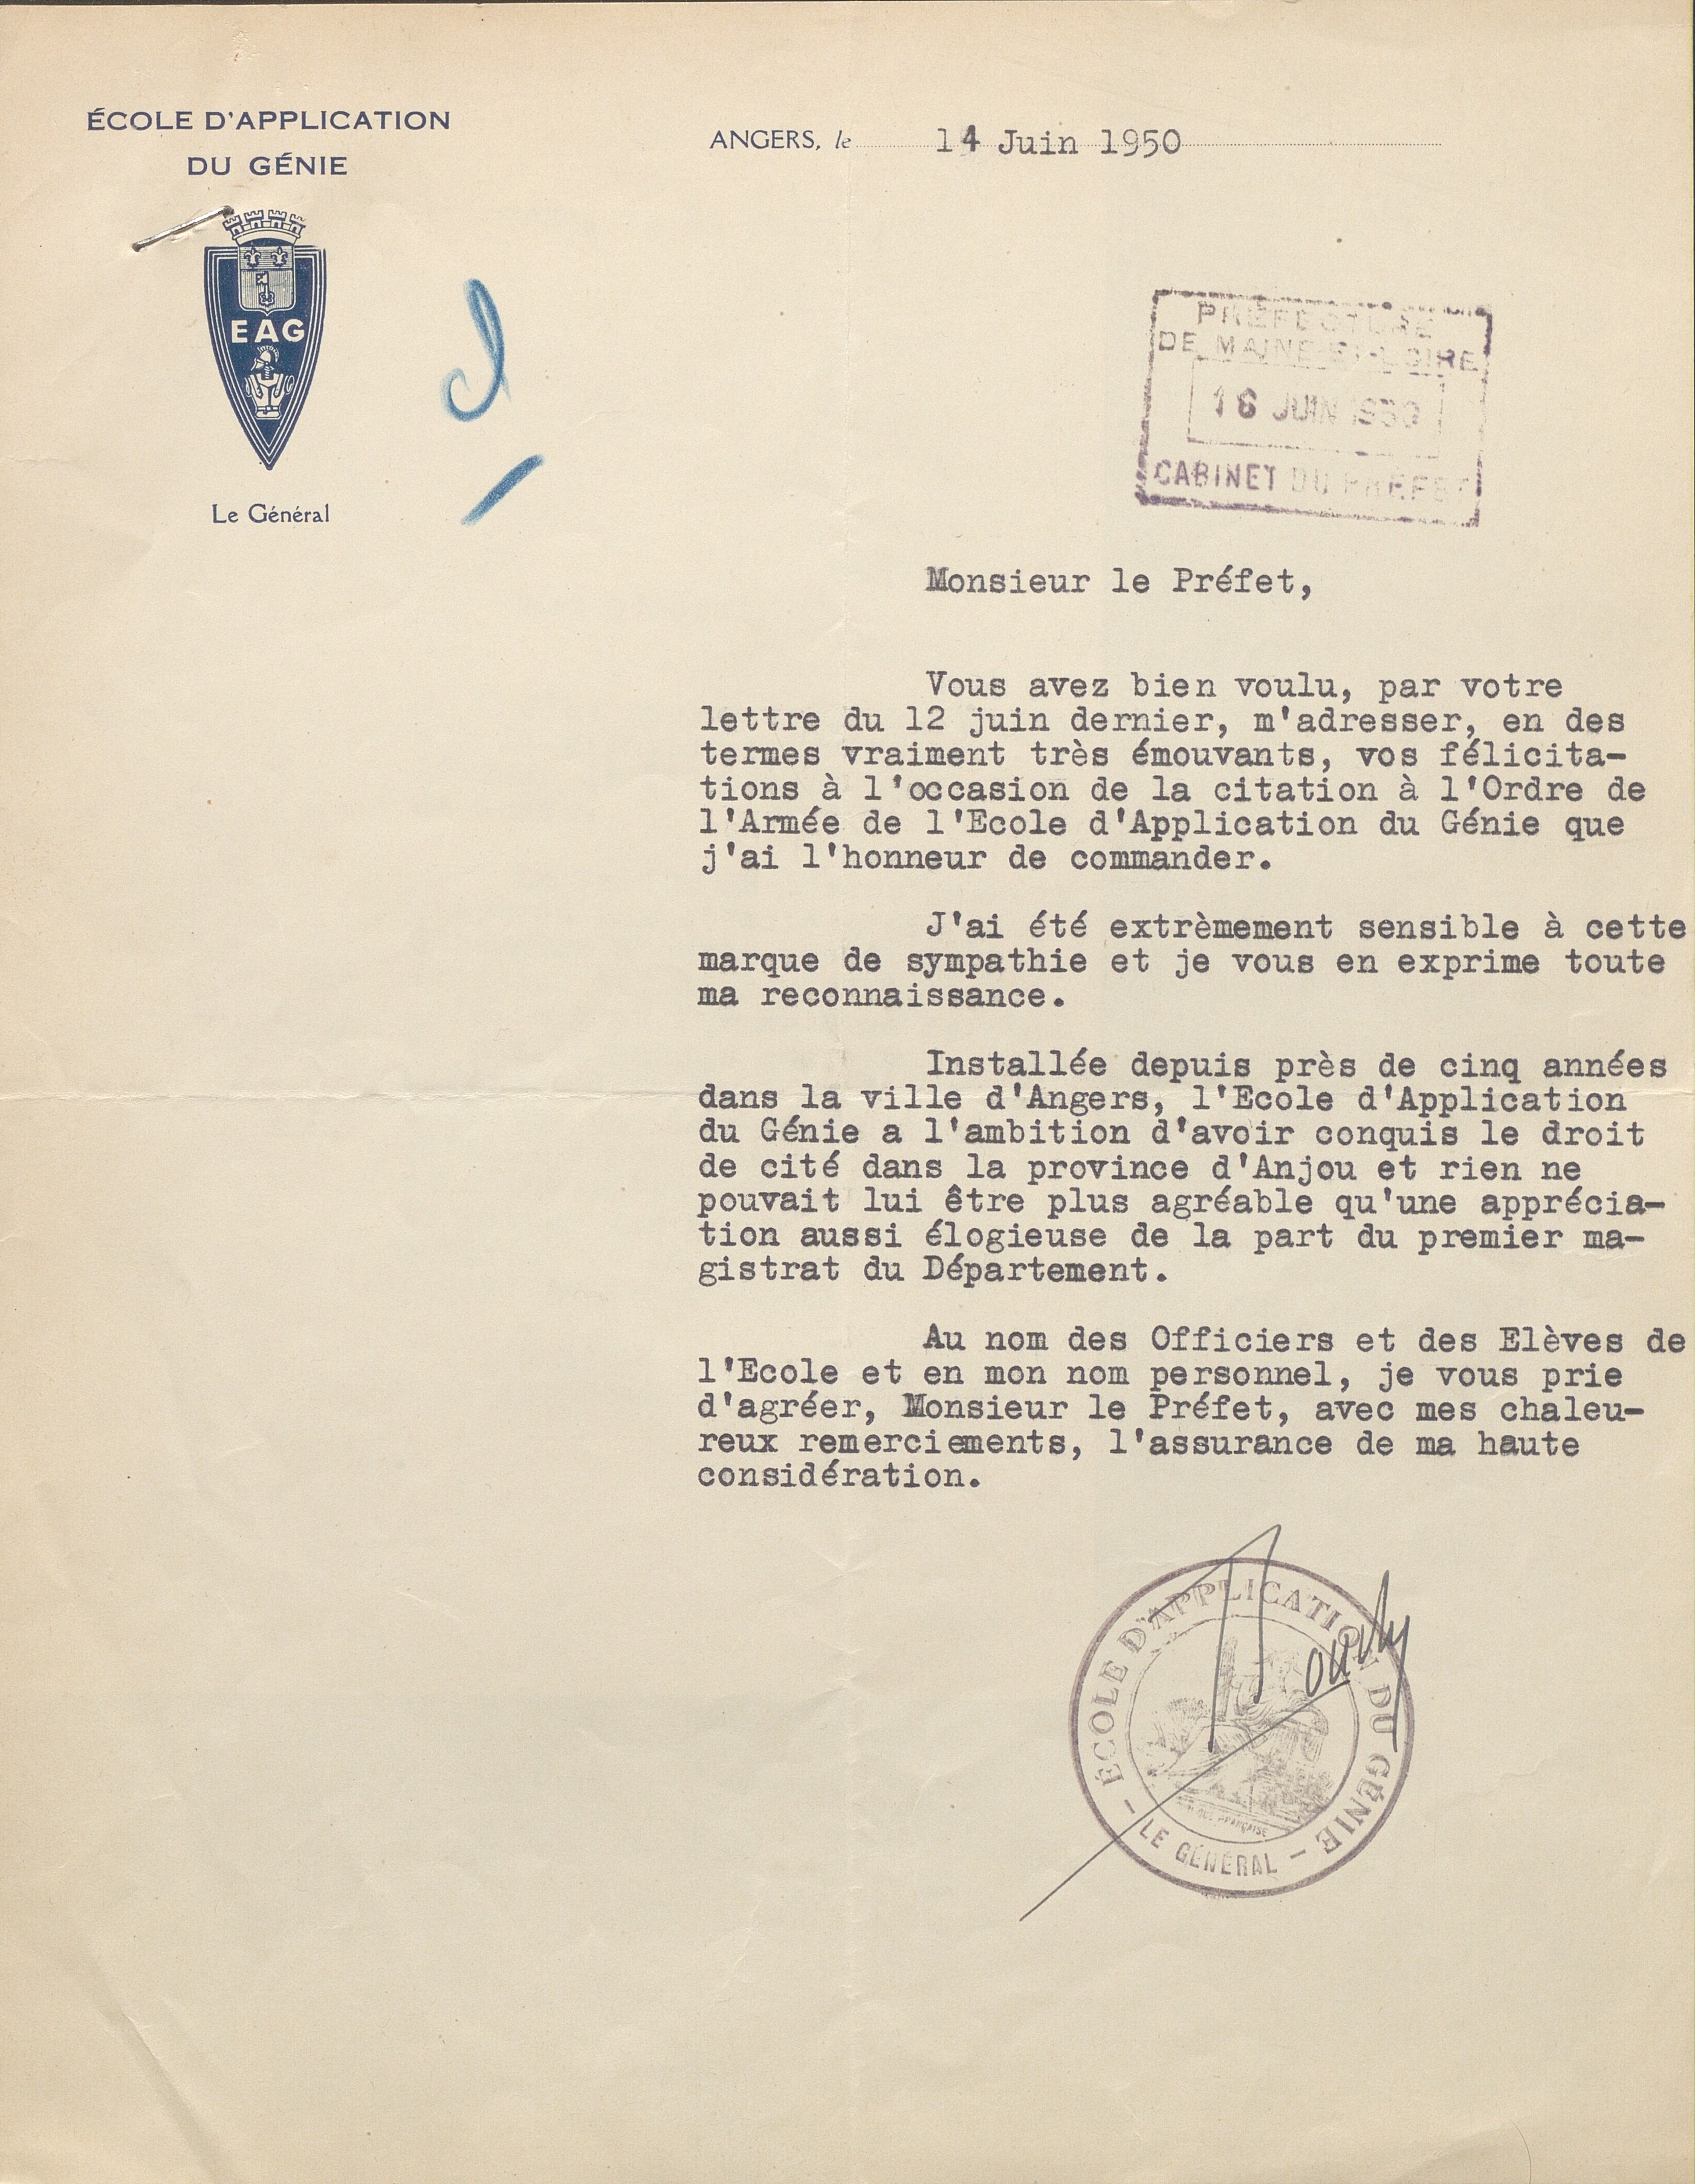 ÉCOLE D'APPLICATION
DU GÉNIE
EAG
Le Général
ANGERS, le 14 Juin 1950
PRÉFECTURE
DE MAINE-ET-LOIRE
16 JUIN 1950
CABINET DU PRÉFET
Monsieur le Préfet,
Vous avez bien voulu, par votre
lettre du 12 juin dernier, m'adresser, en des
termes vraiment très émouvants, vos félicita-
tions à l'occasion de la citation à l'Ordre de
l'Armée de l'Ecole d'Application du Génie que
j'ai l'honneur de commander.
J'ai été extrèmement sensible à cette
marque de sympathie et je vous en exprime toute
ma reconnaissance.
Installée depuis près de cinq années
dans la ville d'Angers, l'Ecole d'Application
du Génie a l'ambition d'avoir conquis le droit
de cité dans la province d'Anjou et rien ne
pouvait lui être plus agréable qu'une apprécia-
tion aussi élogieuse de la part du premier ma-
gistrat du Département.
Au nom des Officiers et des Elèves de
l'Ecole et en mon nom personnel, je vous prie
d'agréer, Monsieur le Préfet, avec mes chaleu-
reux remerciements, l'assurance de ma haute
considération.
ÉCOLE D'APPLICATION DU GÉNIE
- LE GÉNÉRAL -